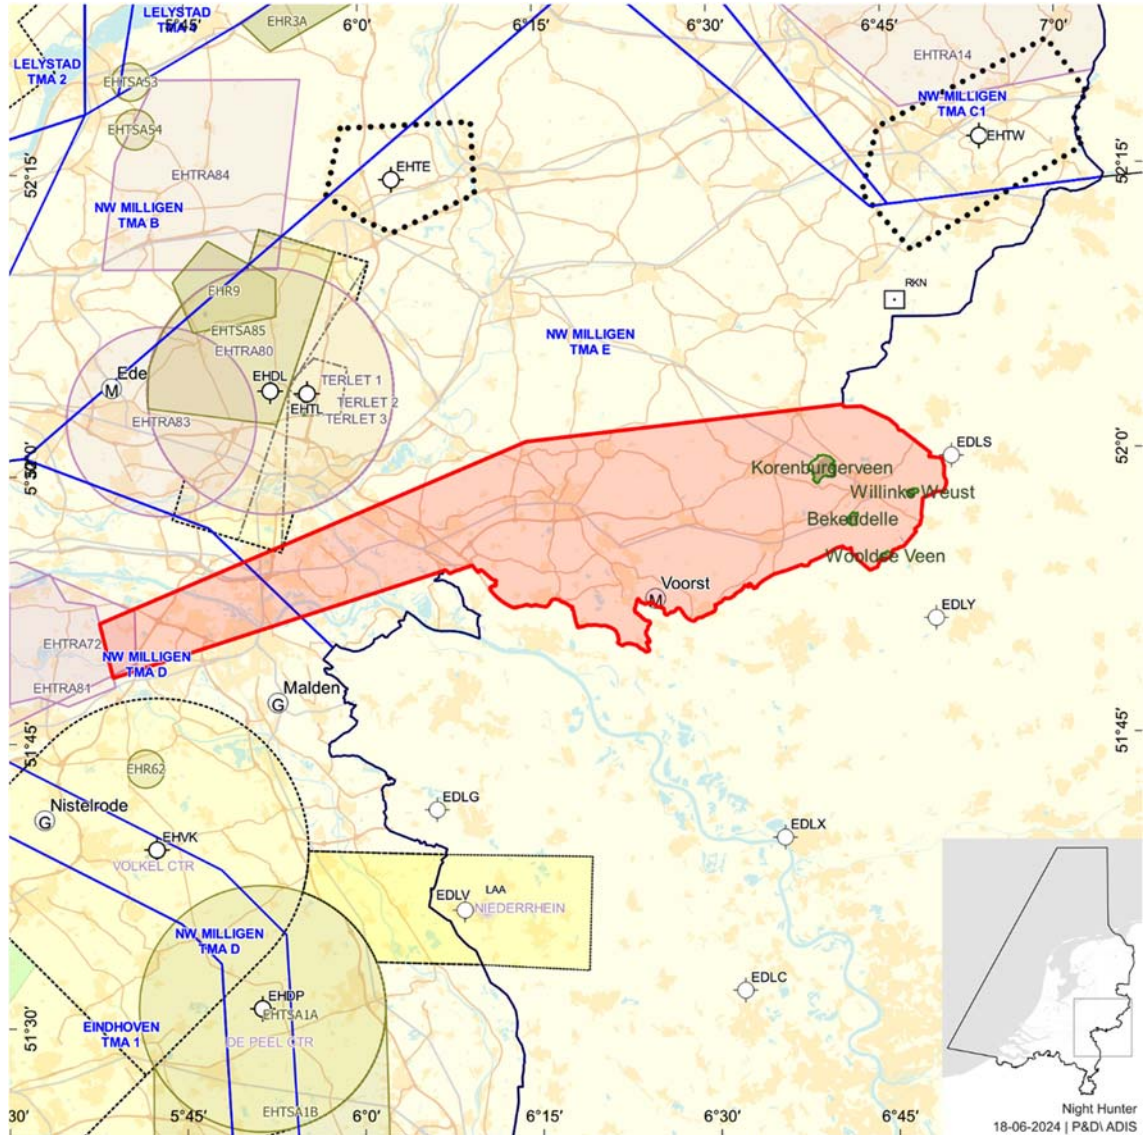 5°45'
6°0'
6°15'
6°30'
6°45'
7°0'
LELYSTAD
TMA 3
EHR3A
EHTRA14
LELYSTAD
TMA 2
EHTSA53
NW MILLIGEN
TMA C1
EHTSA54
EHTW
52°15'
EHTE
52°15'
EHTRA84
NW MILLIGEN
TMA B
EHR9
RKN
EHTSA85
NW MILLIGEN
TMA E
EHTRA80
Ede
M
EHDL
TERLET 1
EHTL
TERLET 2
EHTRA83
TERLET 3
52°0'
5°30'
EDLS
52°0'
Korenburgerveen
Willinks Weust
Bekendelle
Wooldse Veen
Voorst
M
EDLY
EHTRA72
NW MILLIGEN
TMA D
EHTRA81
Malden
G
51°45'
51°45'
EHR62
Nistelrode
G
EDLG
EHVK
EDLX
VOLKEL CTR
EDLV
LAA
NIEDERRHEIN
NW MILLIGEN
TMA D
EDLC
EHDP
EHTSA1A
51°30'
EINDHOVEN
TMA 1
DE PEEL CTR
EHTSA1B
30'
5°45'
6°0'
6°15'
6°30'
6°45'
Night Hunter
18-06-2024 | P&D\ ADIS